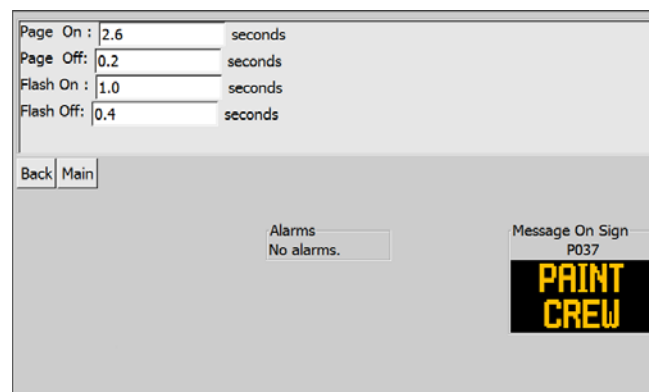 Page On : 2.6 seconds
Page Off: 0.2 seconds
Flash On : 1.0 seconds
Flash Off: 0.4 seconds
Back Main
Alarms
No alarms.
Message On Sign
P037
PAINT
CREW